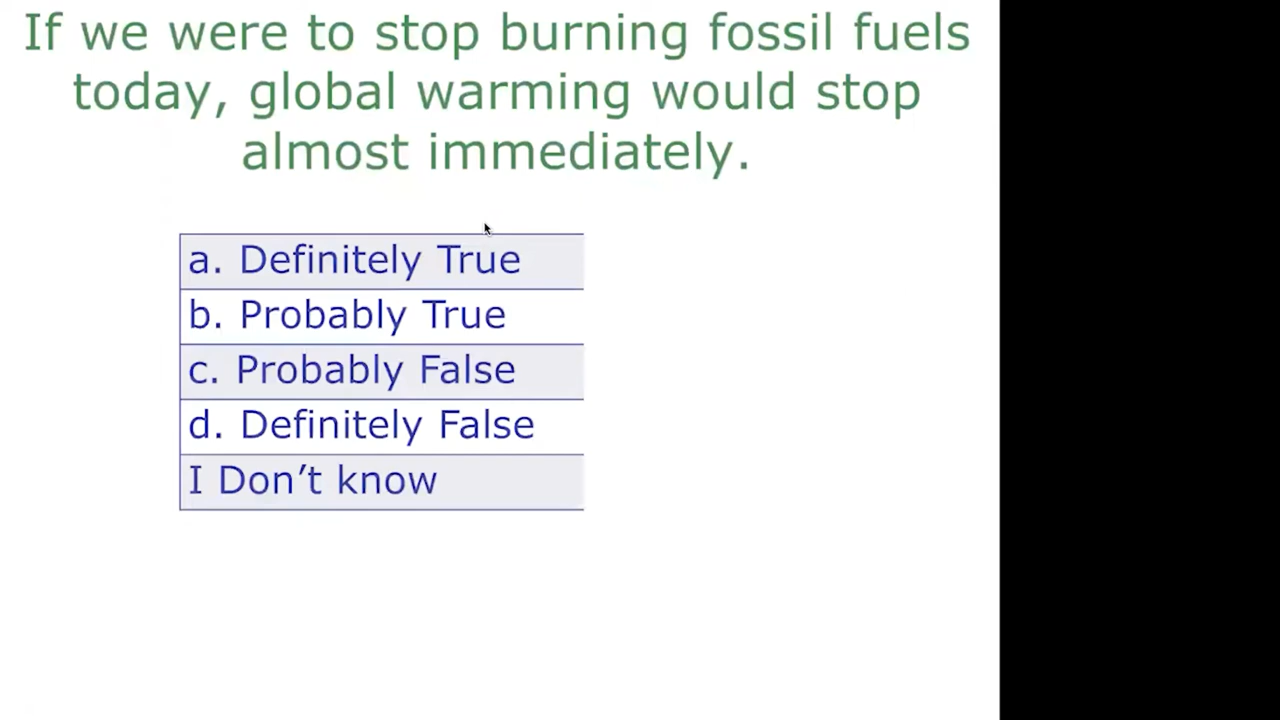 If we were to stop burning fossil fuels
today, global warming would stop
almost immediately.
a. Definitely True
b. Probably True
c. Probably False
d. Definitely False
I Don’t know